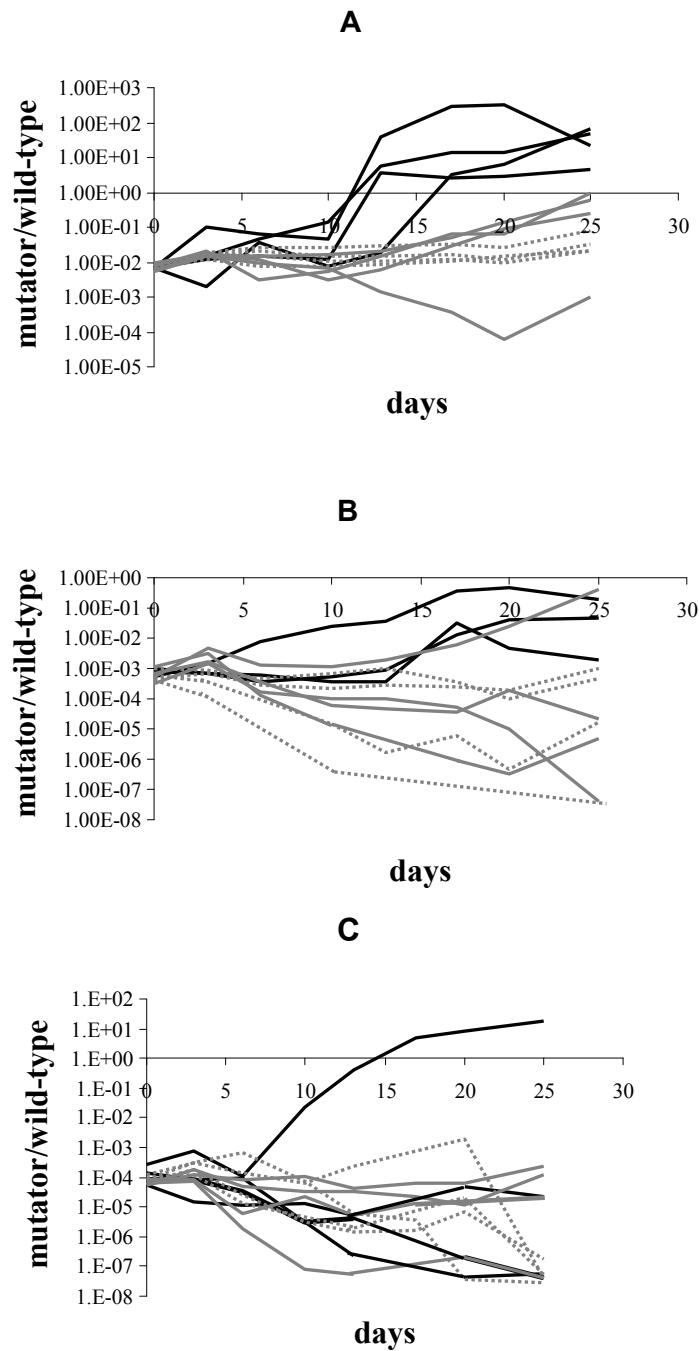 A
mutator/wild-type
1.00E+03
1.00E+02
1.00E+01
1.00E+00
1.00E-01
1.00E-02
1.00E-03
1.00E-04
1.00E-05
0 5 10 15 20 25 30
days
B
mutator/wild-type
1.00E+00
1.00E-01
1.00E-02
1.00E-03
1.00E-04
1.00E-05
1.00E-06
1.00E-07
1.00E-08
0 5 10 15 20 25 30
days
C
mutator/wild-type
1.E+02
1.E+01
1.E+00
1.E-01
1.E-02
1.E-03
1.E-04
1.E-05
1.E-06
1.E-07
1.E-08
0 5 10 15 20 25 30
days